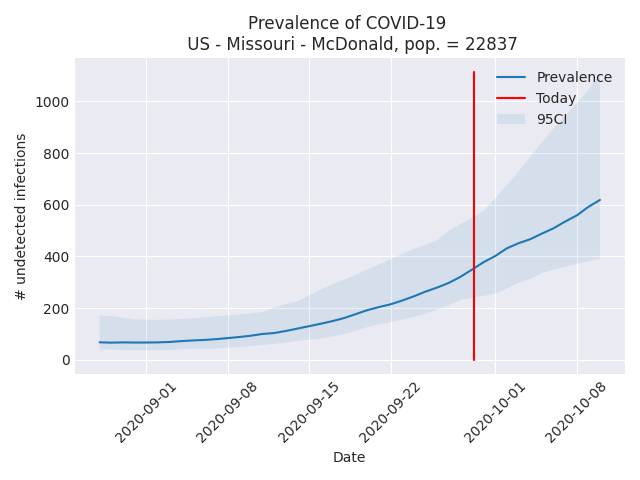 Prevalence of COVID-19
US - Missouri - McDonald, pop. = 22837
Prevalence
Today
95CI
1000
800
600
400
200
0
# undetected infections
2020-09-01
2020-09-08
2020-09-15
2020-09-22
2020-10-01
2020-10-08
Date